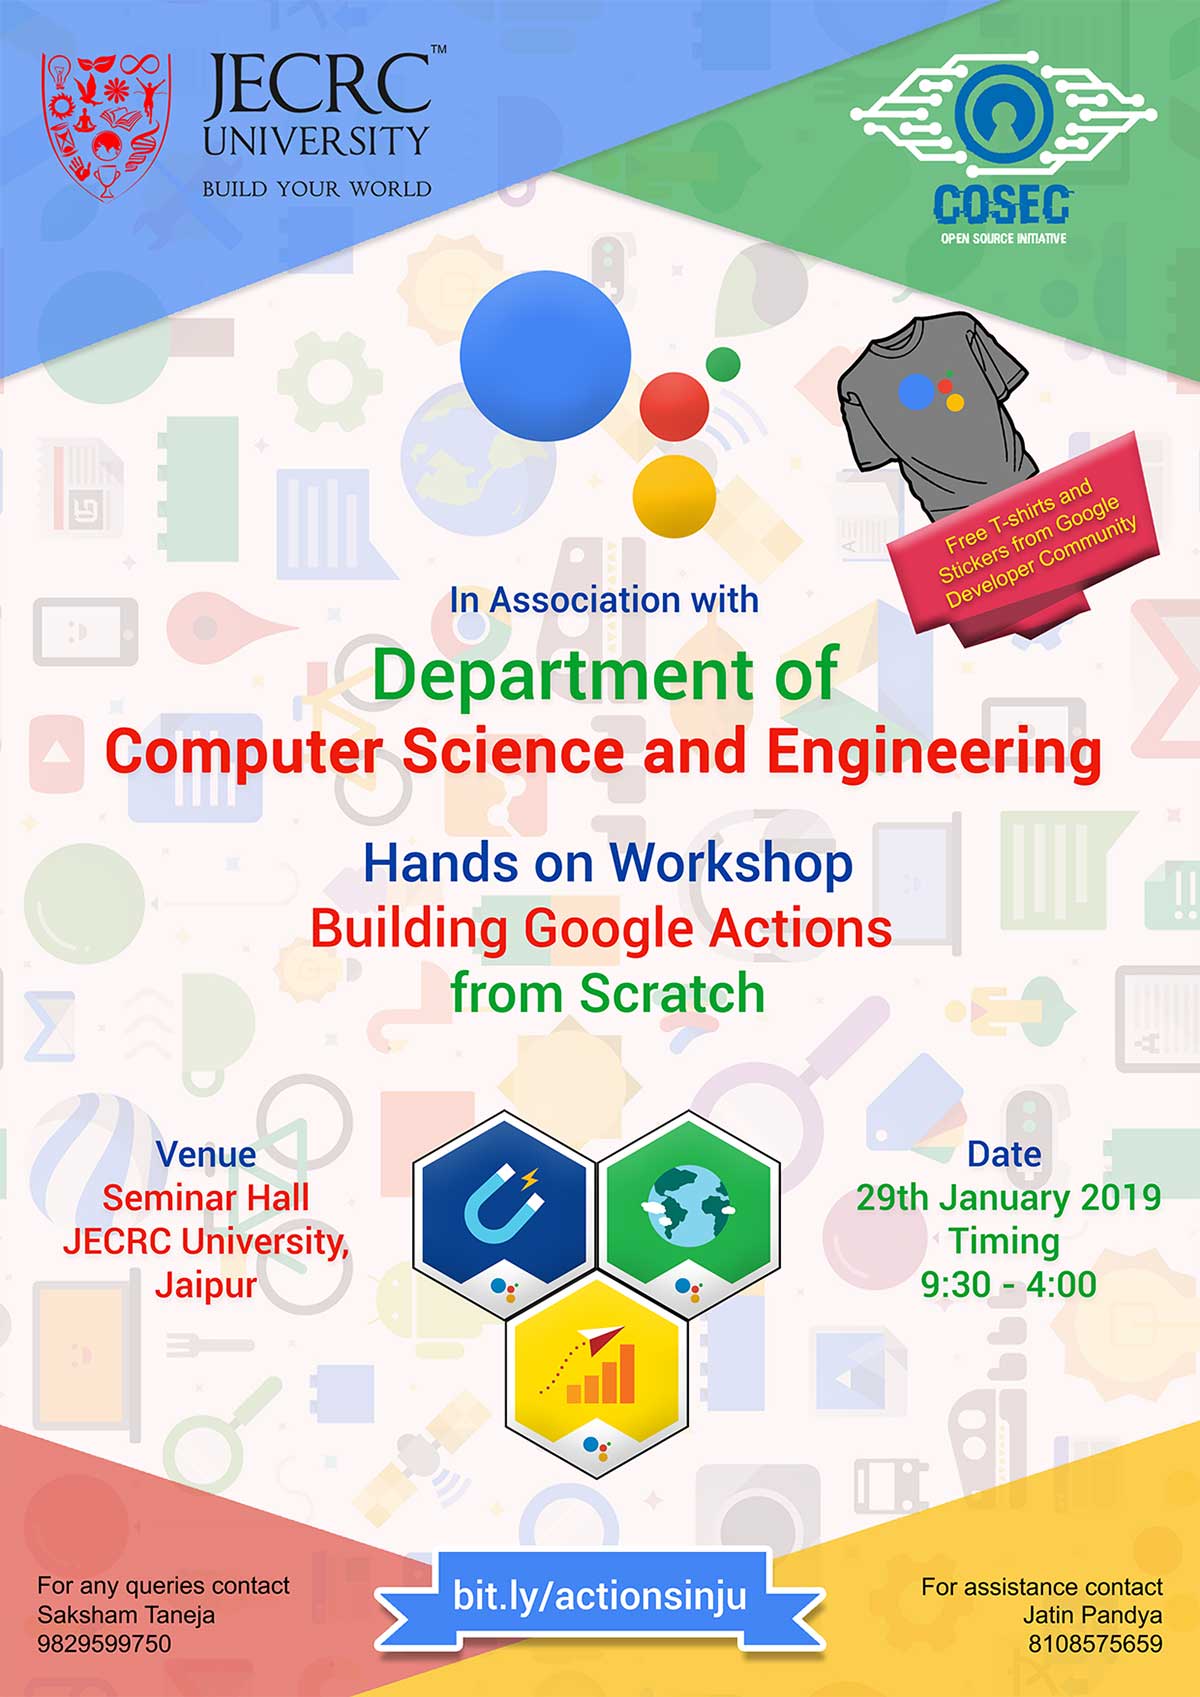 JECRC™
UNIVERSITY
BUILD YOUR WORLD
COSEC
OPEN SOURCE INITIATIVE
Free T-shirts and
Stickers from Google
Developer Community
In Association with
Department of
Computer Science and Engineering
Hands on Workshop
Building Google Actions
from Scratch
Venue
Seminar Hall
JECRC University,
Jaipur
Date
29th January 2019
Timing
9:30 - 4:00
For any queries contact
Saksham Taneja
9829599750
bit.ly/actionsinju
For assistance contact
Jatin Pandya
8108575659